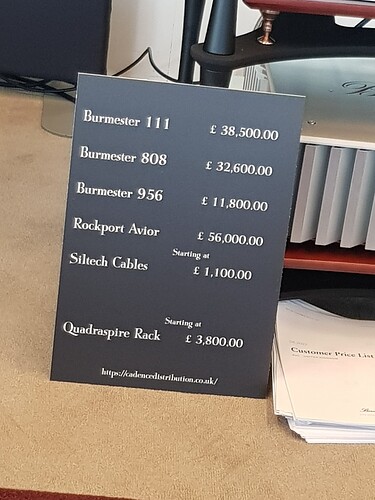 Burmester 111 £ 38,500.00
Burmester 808 £ 32,600.00
Burmester 956 £ 11,800.00
Rockport Avior £ 56,000.00
Siltech Cables Starting at £ 1,100.00
Quadraspire Rack Starting at £ 3,800.00
https://cadencedistribution.co.uk/
Customer Price List